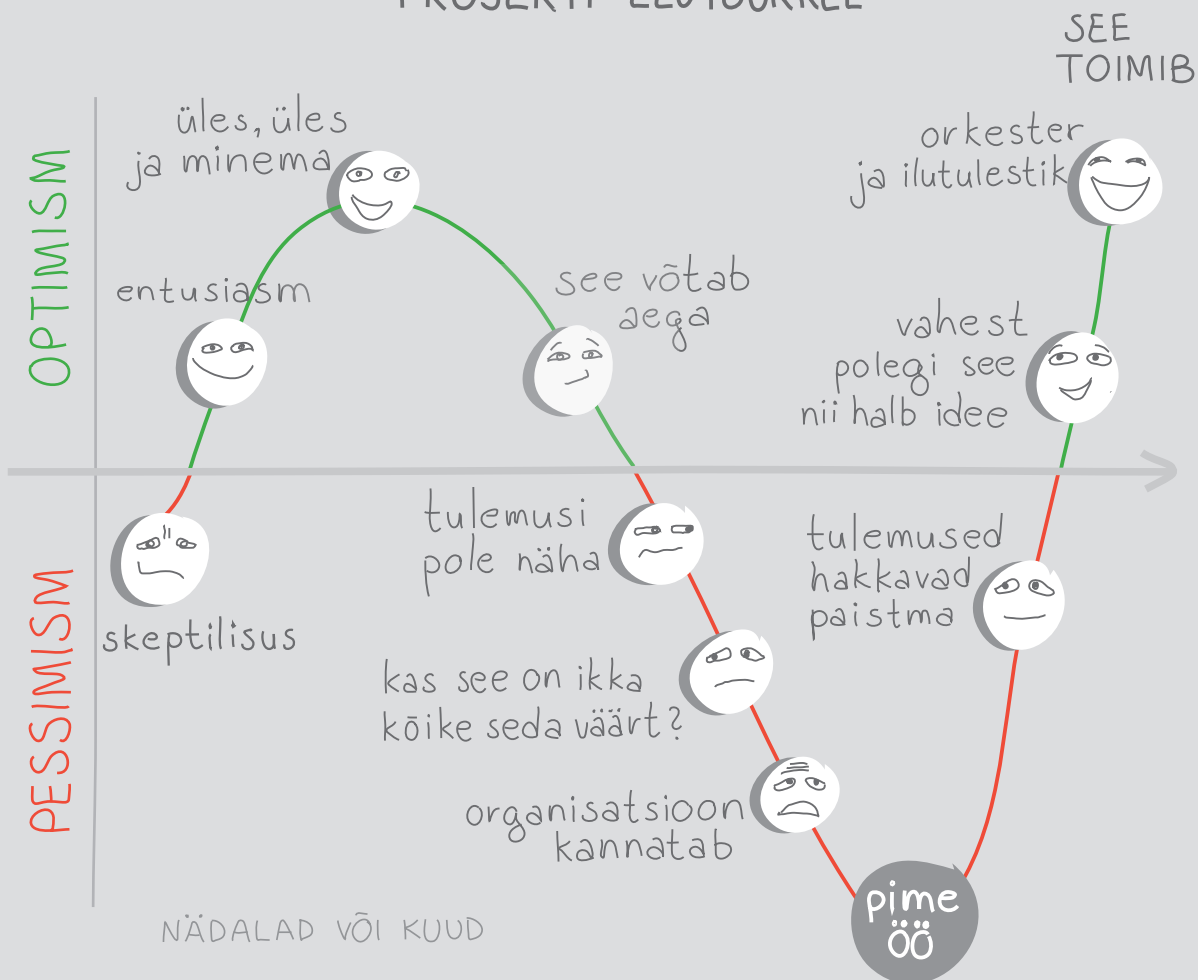 PROJEKTI
SEE
TOIMIB
üles, üles
ja minema
orkester
ja ilutulestik
OPTIMISM
entusiasm
see võtab
aega
vahest
polegi see
nii halb idee
tulemusi
pole näha
tulemused
hakkavad
paistma
PESSIMISM
skeptilisus
kas see on ikka
kõike seda väärt?
organisatsioon
kannatab
pime
öö
NÄDALAD VÕI KUUD